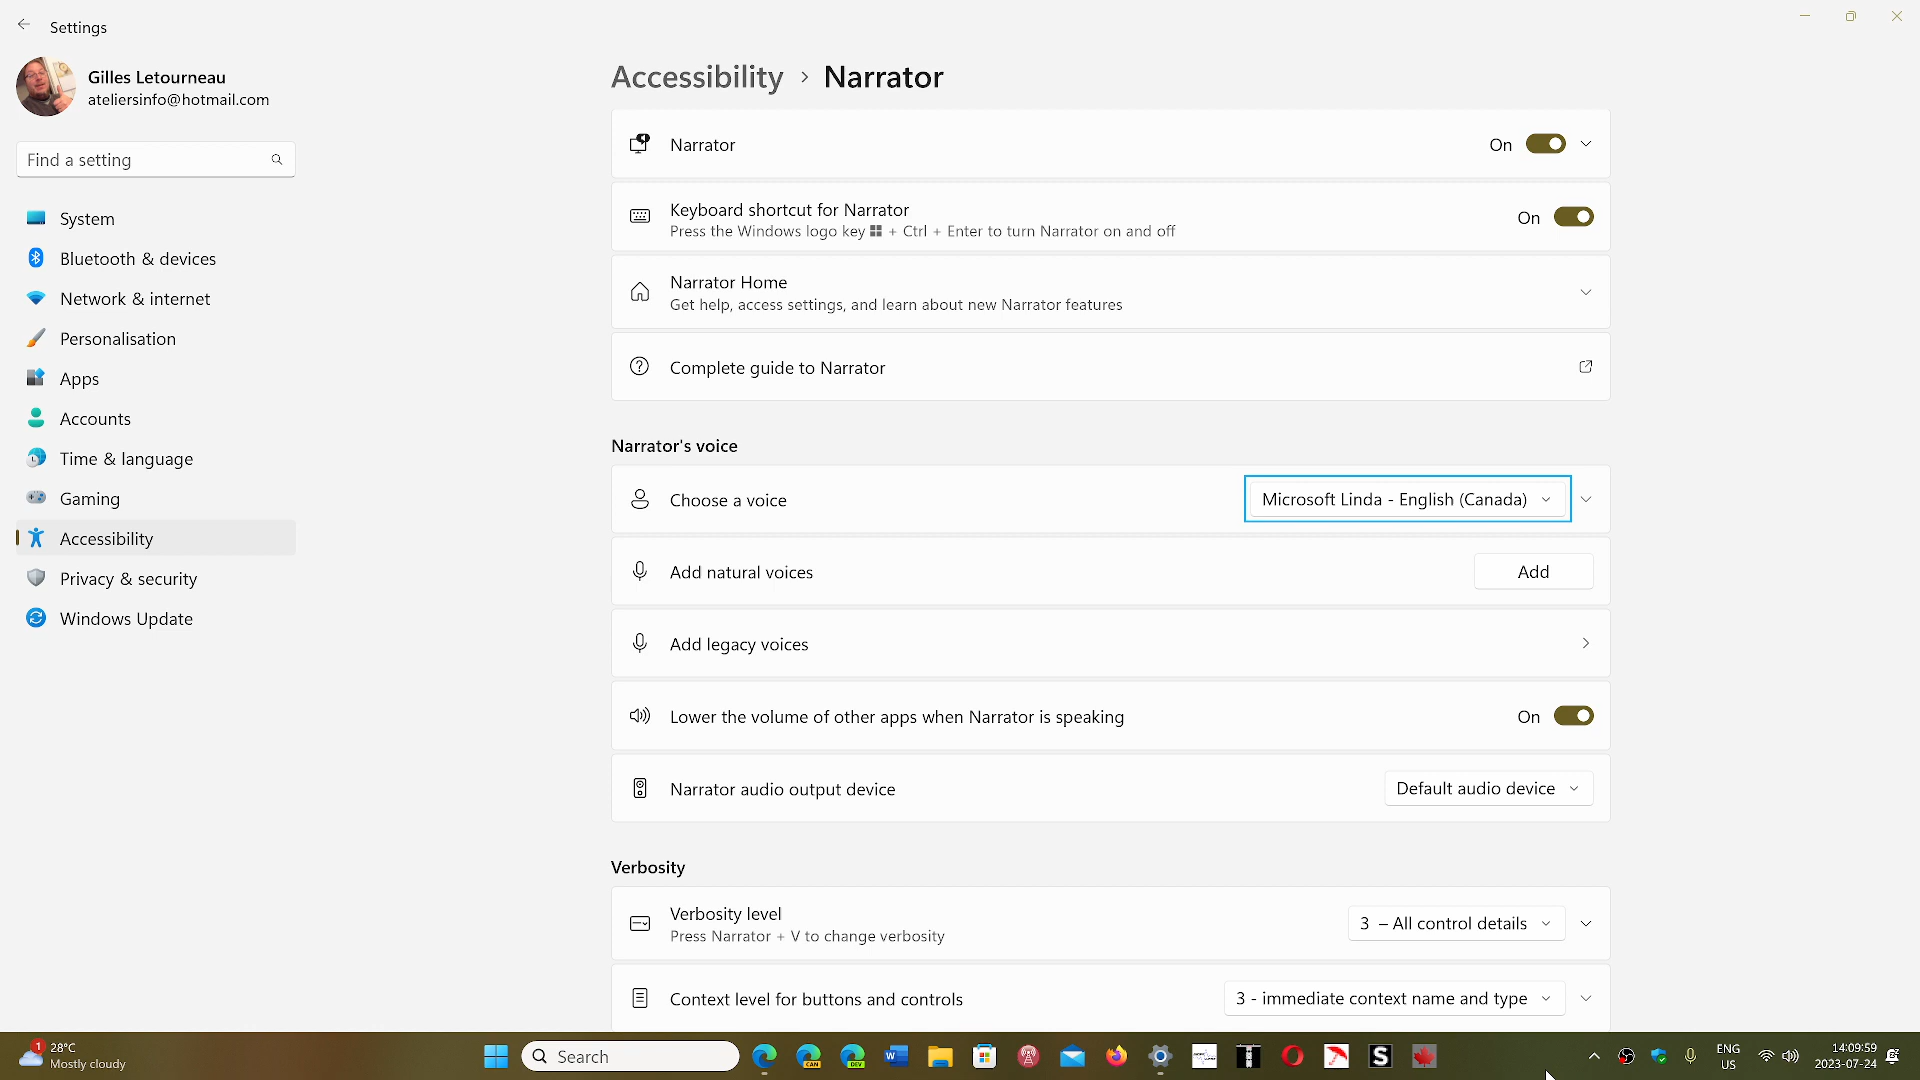 Settings
Gilles Letourneau
ateliersinfo@hotmail.com
Find a setting
System
Bluetooth & devices
Network & internet
Personalisation
Apps
Accounts
Time & language
Gaming
Accessibility
Privacy & security
Windows Update
Accessibility > Narrator
Narrator On
Keyboard shortcut for Narrator On
Press the Windows logo key + Ctrl + Enter to turn Narrator on and off
Narrator Home
Get help, access settings, and learn about new Narrator features
Complete guide to Narrator
Narrator's voice
Choose a voice Microsoft Linda - English (Canada)
Add natural voices Add
Add legacy voices
Lower the volume of other apps when Narrator is speaking On
Narrator audio output device Default audio device
Verbosity
Verbosity level 3 – All control details
Press Narrator + V to change verbosity
Context level for buttons and controls 3 - immediate context name and type
1
28°C
Mostly cloudy
Search
CAN
DEV
W
S
ENG
US
14:09:59
2023-07-24